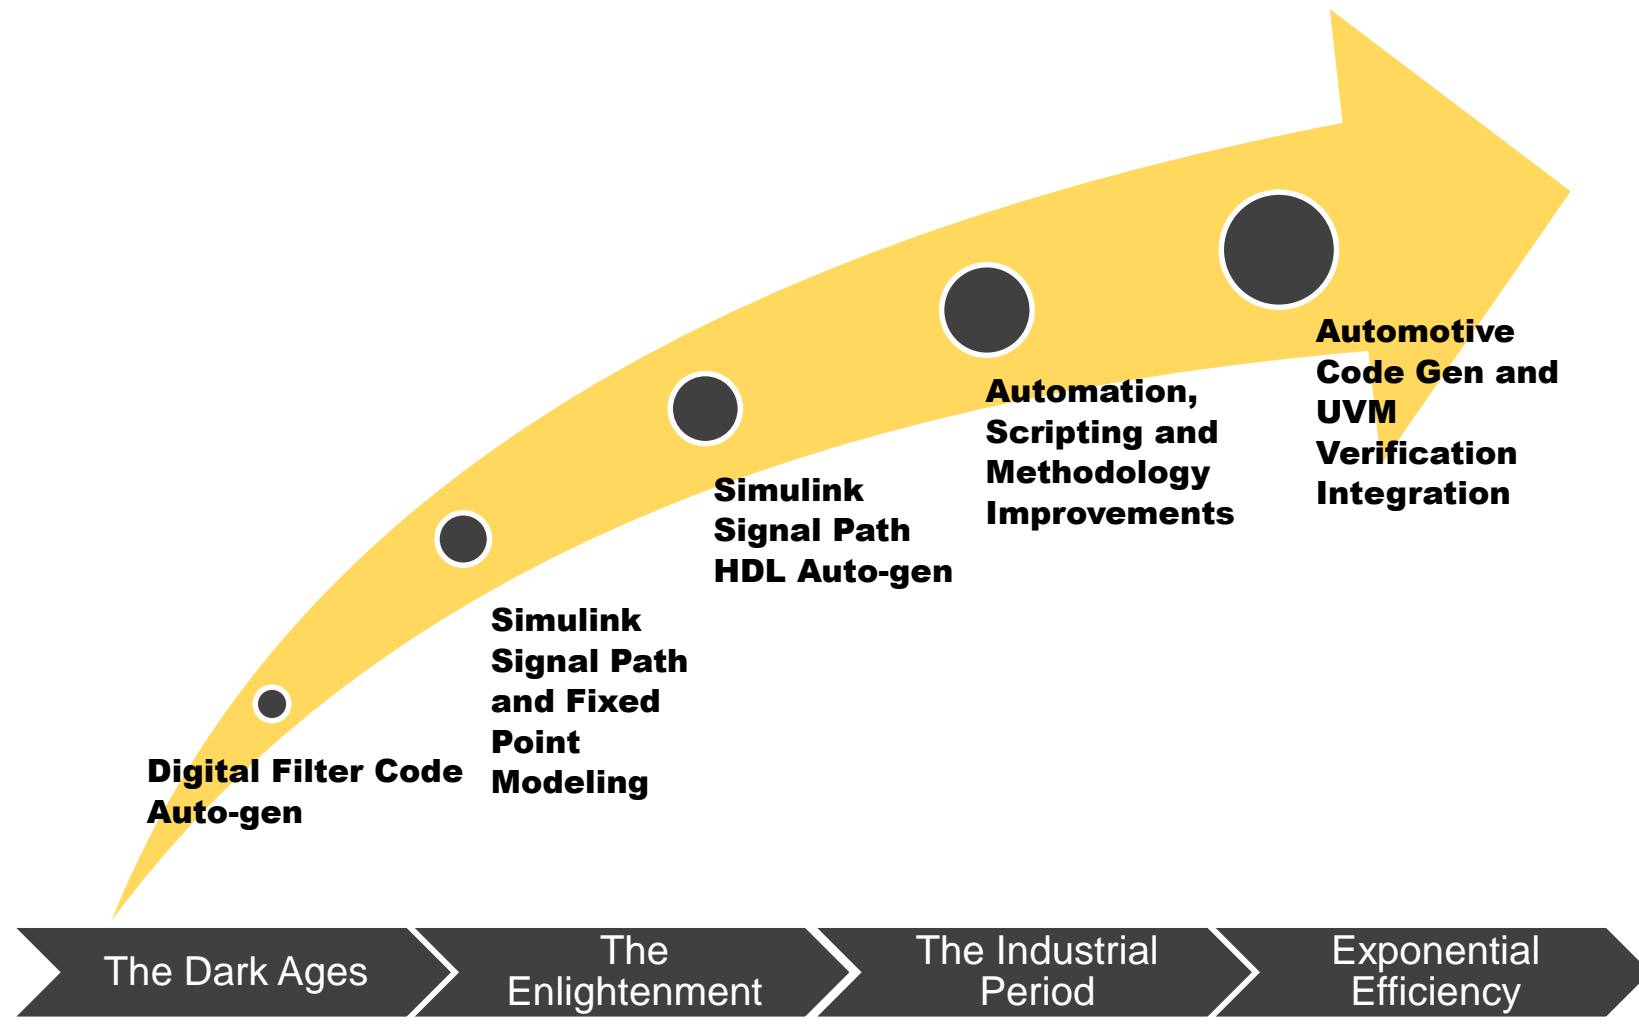 Digital Filter Code
Auto-gen
Simulink
Signal Path
and Fixed
Point
Modeling
Simulink
Signal Path
HDL Auto-gen
Automation,
Scripting and
Methodology
Improvements
Automotive
Code Gen and
UVM
Verification
Integration
The Dark Ages
The
Enlightenment
The Industrial
Period
Exponential
Efficiency